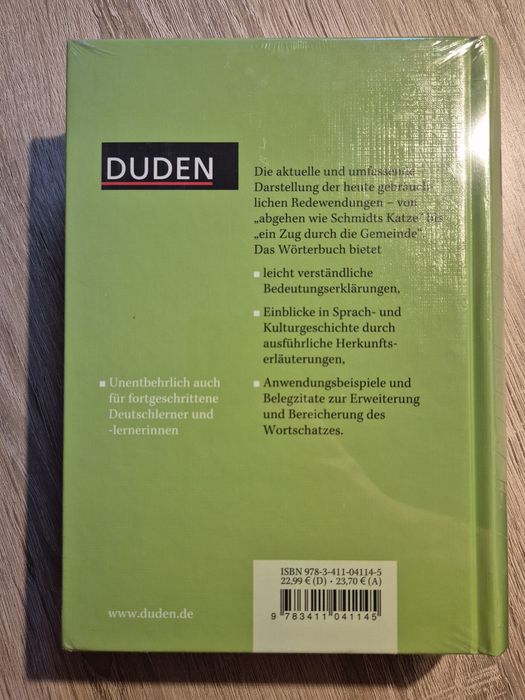 DUDEN
Die aktuelle und umfassende
Darstellung der heute gebräuch-
lichen Redewendungen – von
„abgehen wie Schmidts Katze“ bis
„ein Zug durch die Gemeinde“.
Das Wörterbuch bietet
leicht verständliche
Bedeutungserklärungen,
Einblicke in Sprach- und
Kulturgeschichte durch
ausführliche Herkunfts-
erläuterungen,
Anwendungsbeispiele und
Belegzitate zur Erweiterung
und Bereicherung des
Wortschatzes.
Unentbehrlich auch
für fortgeschrittene
Deutschlerner und
-lernerinnen
ISBN 978-3-411-04114-5
22,99 € (D) · 23,70 € (A)
9 783411 041145
www.duden.de